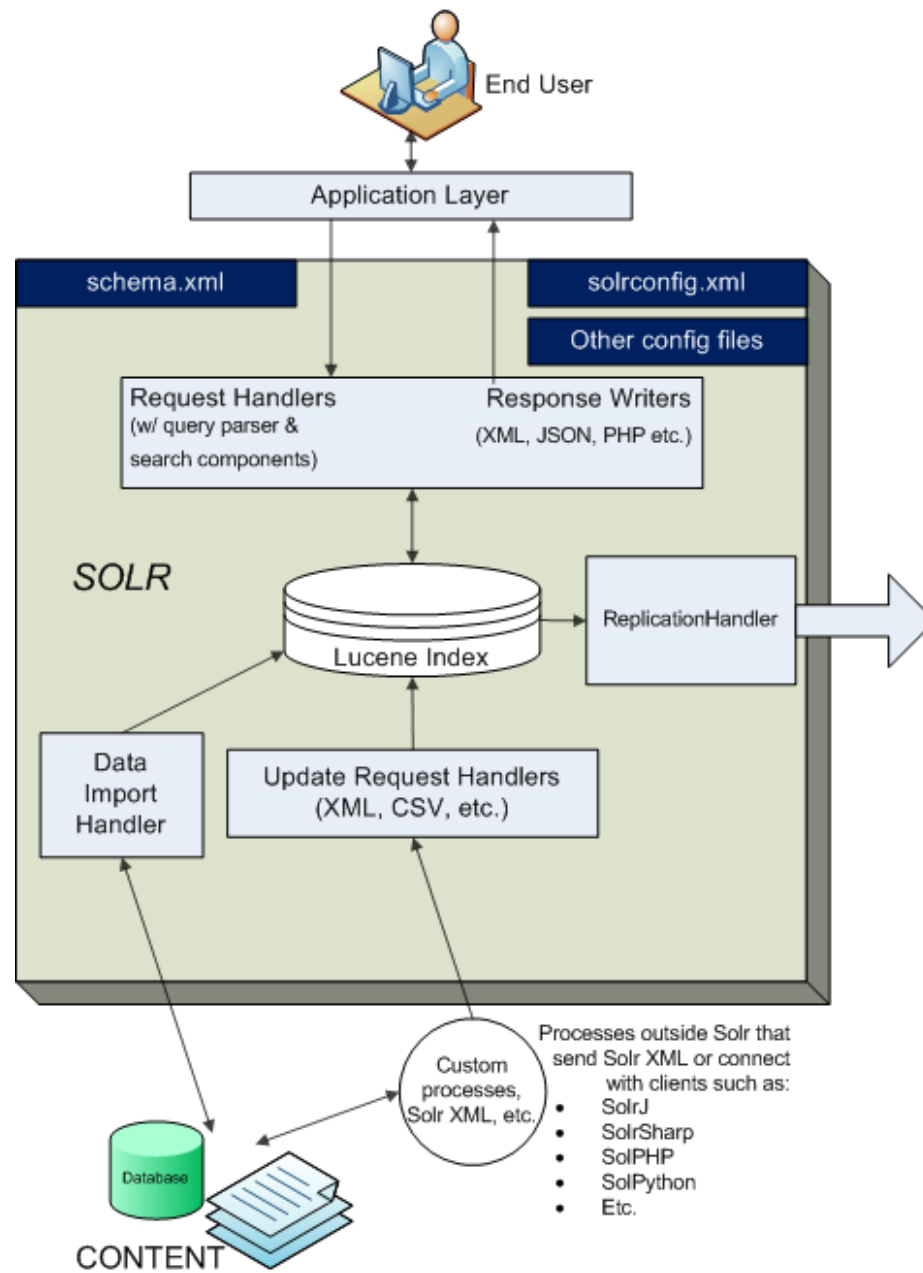 End User
Application Layer
schema.xml
solrconfig.xml
Other config files
Request Handlers
(w/ query parser &
search components)
Response Writers
(XML, JSON, PHP etc.)
SOLR
Lucene Index
ReplicationHandler
Data
Import
Handler
Update Request Handlers
(XML, CSV, etc.)
Custom
processes,
Solr XML, etc.
Processes outside Solr that
send Solr XML or connect
with clients such as:
• SolrJ
• SolrSharp
• SolPHP
• SolPython
• Etc.
Database
CONTENT